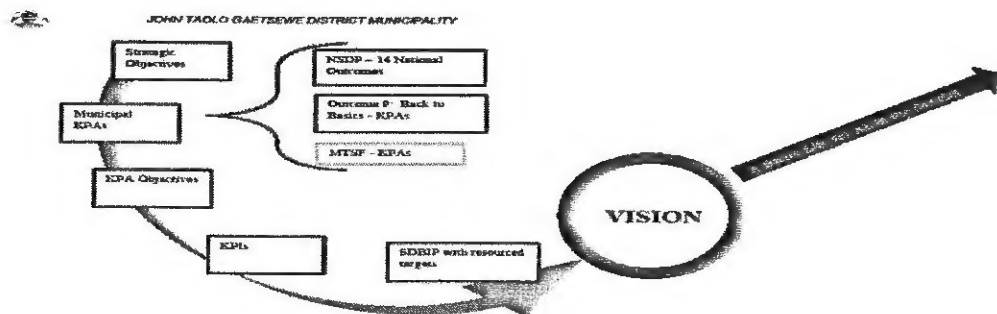 JOHN TAOLO GAETSEWE DISTRICT MUNICIPALITY
Strategic
Objectives
NSDP – 14 National
Outcomes
Municipal
KPAs
Outcome 9: Back to
Basics - KPAs
MTSF – KPAs
KPA Objectives
KPIs
SDBIP with resourced
targets
VISION